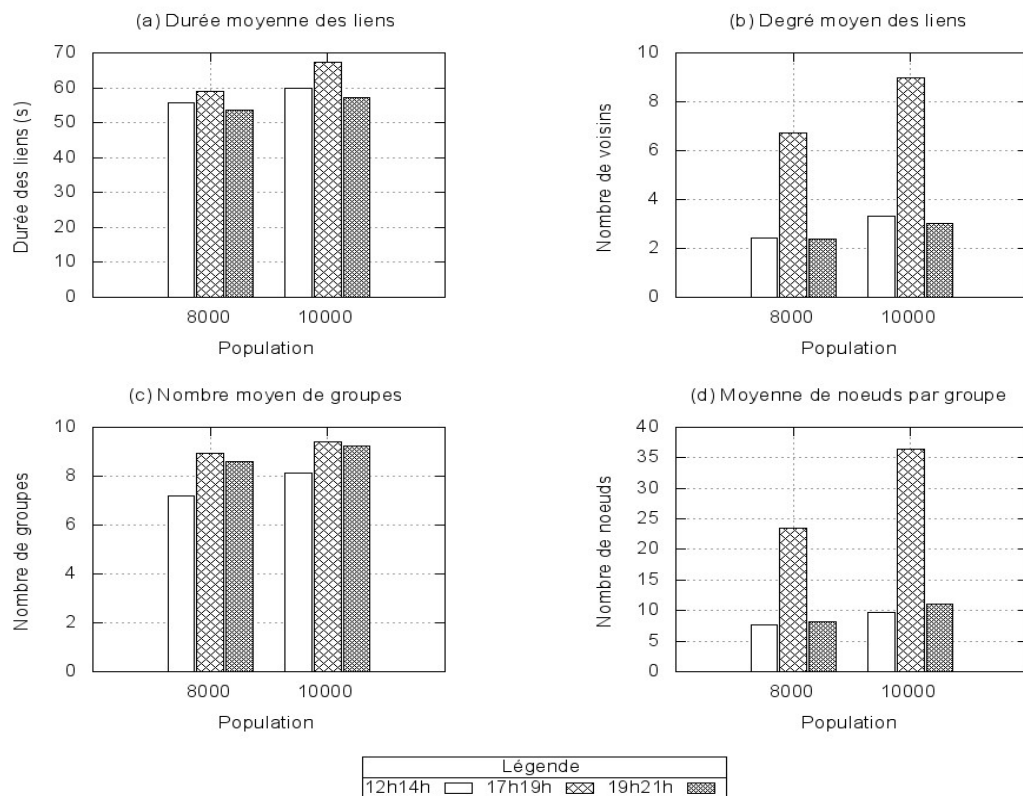 (a) Durée moyenne des liens
Durée des liens (s)
70
60
50
40
30
20
10
0
8000 10000
Population
(b) Degré moyen des liens
Nombre de voisins
10
8
6
4
2
0
8000 10000
Population
(c) Nombre moyen de groupes
Nombre de groupes
10
8
6
4
2
0
8000 10000
Population
(d) Moyenne de noeuds par groupe
Nombre de noeuds
40
35
30
25
20
15
10
5
0
8000 10000
Population
Légende
12h14h 17h19h 19h21h